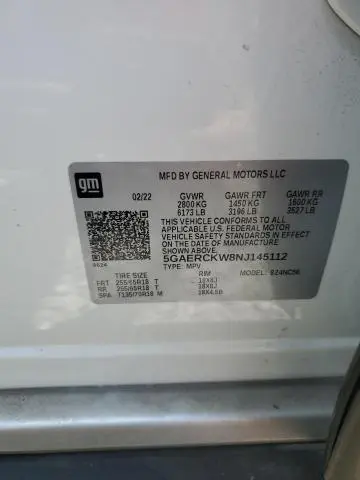 gm
MFD BY GENERAL MOTORS LLC
02/22 GVWR GAWR FRT GAWR RR
2800 KG 1450 KG 1600 KG
6173 LB 3196 LB 3527 LB
THIS VEHICLE CONFORMS TO ALL
APPLICABLE U.S. FEDERAL MOTOR
VEHICLE SAFETY STANDARDS IN EFFECT
ON THE DATE OF MANUFACTURE
SHOWN ABOVE.
5GAERCKW8NJ145112
TYPE: MPV MODEL:
TIRE SIZE RIM
FRT 255/65R18 T 18X8J
RR 255/65R18 T 18X8J
SPA T135/70R18 M 18X4.5B